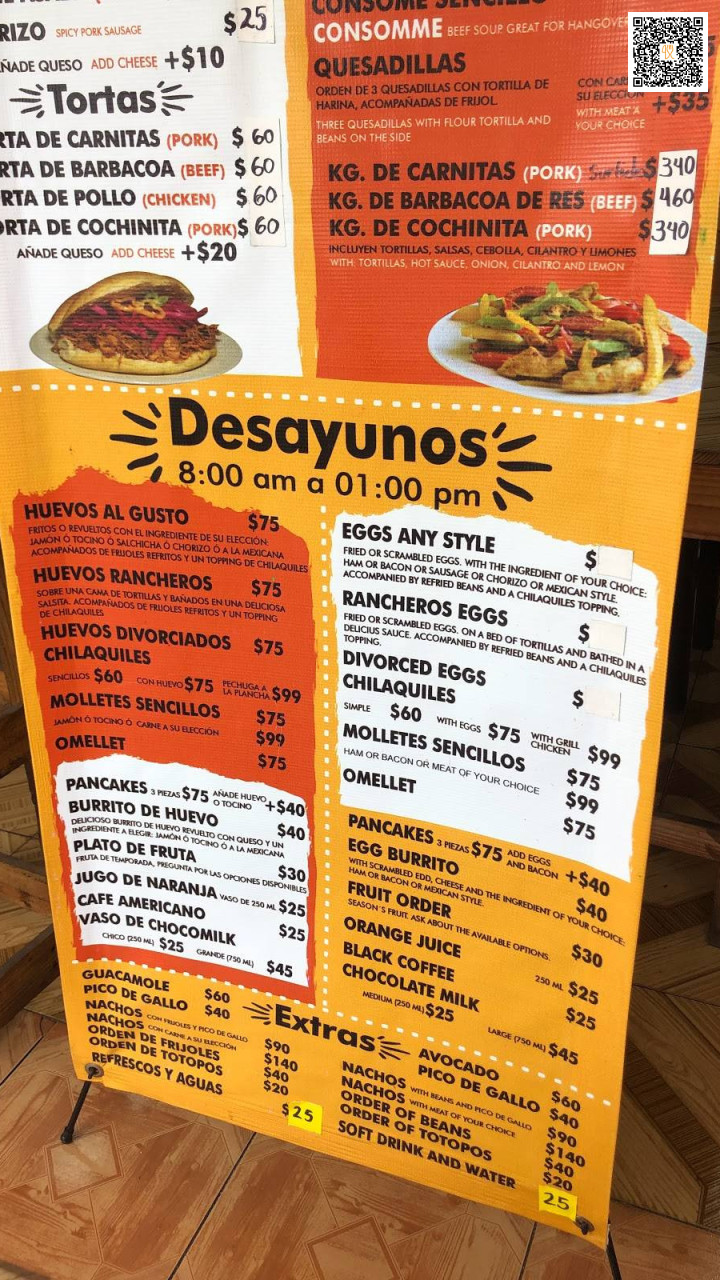 RIZO SPICY PORK SAUSAGE $25
ÑADE QUESO ADD CHEESE +$10
Tortas
RTA DE CARNITAS (PORK) $60
RTA DE BARBACOA (BEEF) $60
RTA DE POLLO (CHICKEN) $60
ORTA DE COCHINITA (PORK) $60
AÑADE QUESO ADD CHEESE +$20
CONSOME SENCILLO
CONSOMME BEEF SOUP GREAT FOR HANGOVER
QUESADILLAS
ORDEN DE 3 QUESADILLAS CON TORTILLA DE
HARINA, ACOMPAÑADAS DE FRIJOL.
THREE QUESADILLAS WITH FLOUR TORTILLA AND
BEANS ON THE SIDE
CON CARN
SU ELECCION
WITH MEAT A
YOUR CHOICE
+$35
KG. DE CARNITAS (PORK) $340
KG. DE BARBACOA DE RES (BEEF) $460
KG. DE COCHINITA (PORK) $340
INCLUYEN TORTILLAS, SALSAS, CEBOLLA, CILANTRO Y LIMONES
WITH: TORTILLAS, HOT SAUCE, ONION, CILANTRO AND LEMON
Desayunos
8:00 am a 01:00 pm
HUEVOS AL GUSTO $75
FRITOS O REVUELTOS CON EL INGREDIENTE DE SU ELECCIÓN:
JAMÓN Ó TOCINO Ó SALCHICHA Ó CHORIZO Ó A LA MEXICANA
ACOMPAÑADOS DE FRIJOLES REFRITOS Y UN TOPPING DE CHILAQUILES
HUEVOS RANCHEROS $75
SOBRE UNA CAMA DE TORTILLAS Y BAÑADOS EN UNA DELICIOSA
SALSITA. ACOMPAÑADOS DE FRIJOLES REFRITOS Y UN TOPPING
DE CHILAQUILES
HUEVOS DIVORCIADOS $75
CHILAQUILES
SENCILLOS $60 CON HUEVO $75 PECHUGA A
LA PLANCHA $99
MOLLETES SENCILLOS $75
JAMÓN Ó TOCINO Ó CARNE A SU ELECCIÓN $99
OMELLET $75
PANCAKES 3 PIEZAS $75 AÑADE HUEVO
O TOCINO +$40
BURRITO DE HUEVO $40
DELICIOSO BURRITO DE HUEVO REVUELTO CON QUESO Y UN
INGREDIENTE A ELEGIR: JAMÓN Ó TOCINO Ó A LA MEXICANA
PLATO DE FRUTA $30
FRUTA DE TEMPORADA, PREGUNTA POR LAS OPCIONES DISPONIBLES
JUGO DE NARANJA VASO DE 250 ML $25
CAFE AMERICANO $25
VASO DE CHOCOMILK
CHICO (250 ML) $25 GRANDE (750 ML) $45
EGGS ANY STYLE $
FRIED OR SCRAMBLED EGGS. WITH THE INGREDIENT OF YOUR CHOICE:
HAM OR BACON OR SAUSAGE OR CHORIZO OR MEXICAN STYLE.
ACCOMPANIED BY REFRIED BEANS AND A CHILAQUILES TOPPING.
RANCHEROS EGGS $
FRIED OR SCRAMBLED EGGS. ON A BED OF TORTILLAS AND BATHED IN A
DELICIUS SAUCE. ACCOMPANIED BY REFRIED BEANS AND A CHILAQUILES
TOPPING.
DIVORCED EGGS $
CHILAQUILES
SIMPLE $60 WITH EGGS $75 WITH GRILL
CHICKEN $99
MOLLETES SENCILLOS $75
HAM OR BACON OR MEAT OF YOUR CHOICE $99
OMELLET $75
PANCAKES 3 PIEZAS $75 ADD EGGS
AND BACON +$40
EGG BURRITO $40
WITH SCRAMBLED EDD, CHEESE AND THE INGREDIENT OF YOUR CHOICE:
HAM OR BACON OR MEXICAN STYLE.
FRUIT ORDER $30
SEASON´S FRUIT. ASK ABOUT THE AVAILABLE OPTIONS.
ORANGE JUICE 250 ML $25
BLACK COFFEE $25
CHOCOLATE MILK
MEDIUM (250 ML) $25 LARGE (750 ML) $45
Extras
GUACAMOLE $60
PICO DE GALLO $40
NACHOS CON FRIJOLES Y PICO DE GALLO $90
NACHOS CON CARNE A SU ELECCIÓN $140
ORDEN DE FRIJOLES $40
ORDEN DE TOTOPOS $20
REFRESCOS Y AGUAS $25
AVOCADO $60
PICO DE GALLO $40
NACHOS WITH BEANS AND PICO DE GALLO $90
NACHOS WITH MEAT OF YOUR CHOICE $140
ORDER OF BEANS $40
ORDER OF TOTOPOS $20
SOFT DRINK AND WATER 25